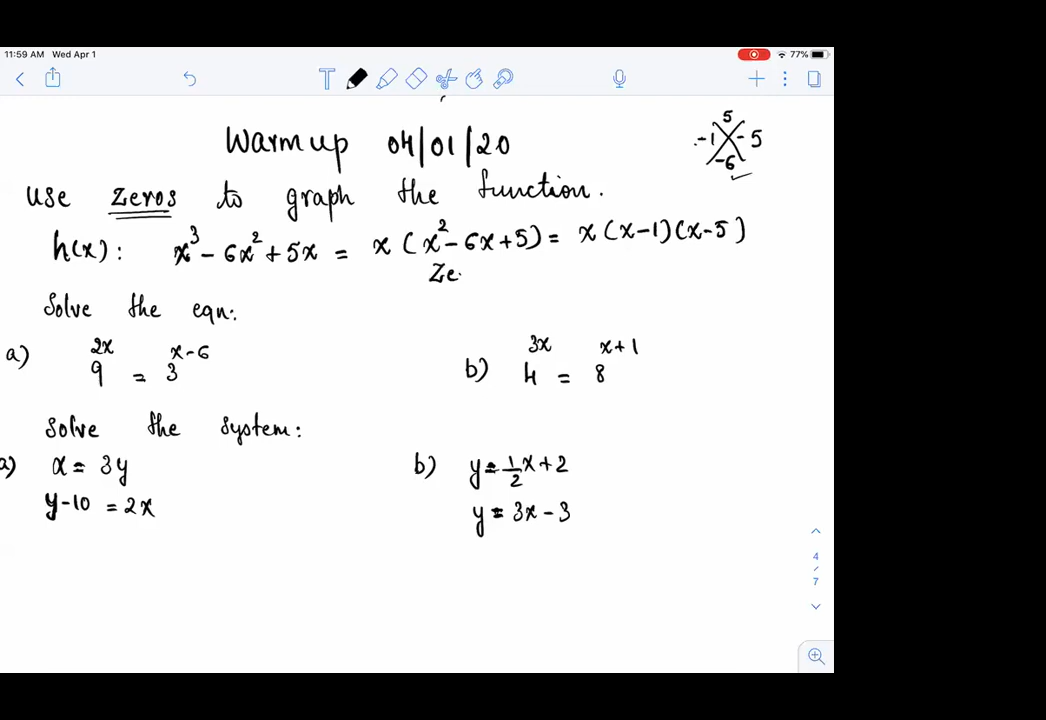 11:59 AM Wed Apr 1 77%
Warm up 04/01/20
5
-1 -5
-6
use zeros to graph the function.
h(x): x³ - 6x² + 5x = x (x² - 6x + 5) = x (x-1) (x-5)
Ze
Solve the eqn:
a) 9^2x = 3^x-6
b) 4^3x = 8^x+1
Solve the system:
a) x = 3y
y-10 = 2x
b) y = 1/2 x + 2
y = 3x - 3
4
/
7